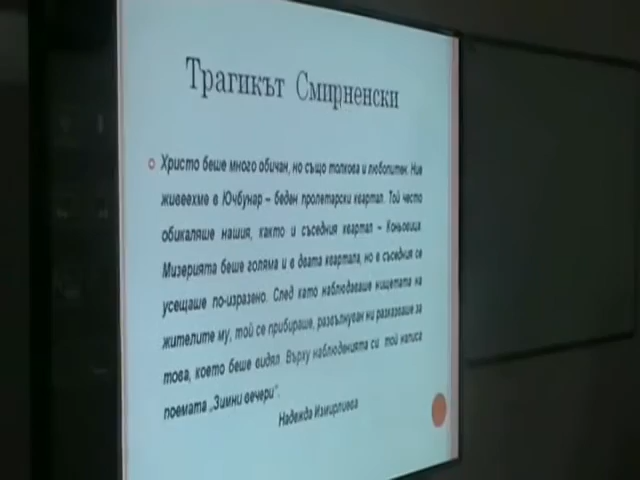 Трагикът Смирненски
Христо беше много обичан, но също толкова и любопитен. Ние
живеехме в Ючбунар – беден пролетарски квартал. Той често
обикаляше нашия, както и съседния квартал – Коньовица.
Мизерията беше голяма и в двата квартала, но в съседния се
усещаше по-изразено. След като наблюдаваше нищетата на
жителите му, той се прибираше, развълнуван ни разказваше за
това, което беше видял. Върху наблюденията си той написа
поемата „Зимни вечери".
Надежда Измирлиева